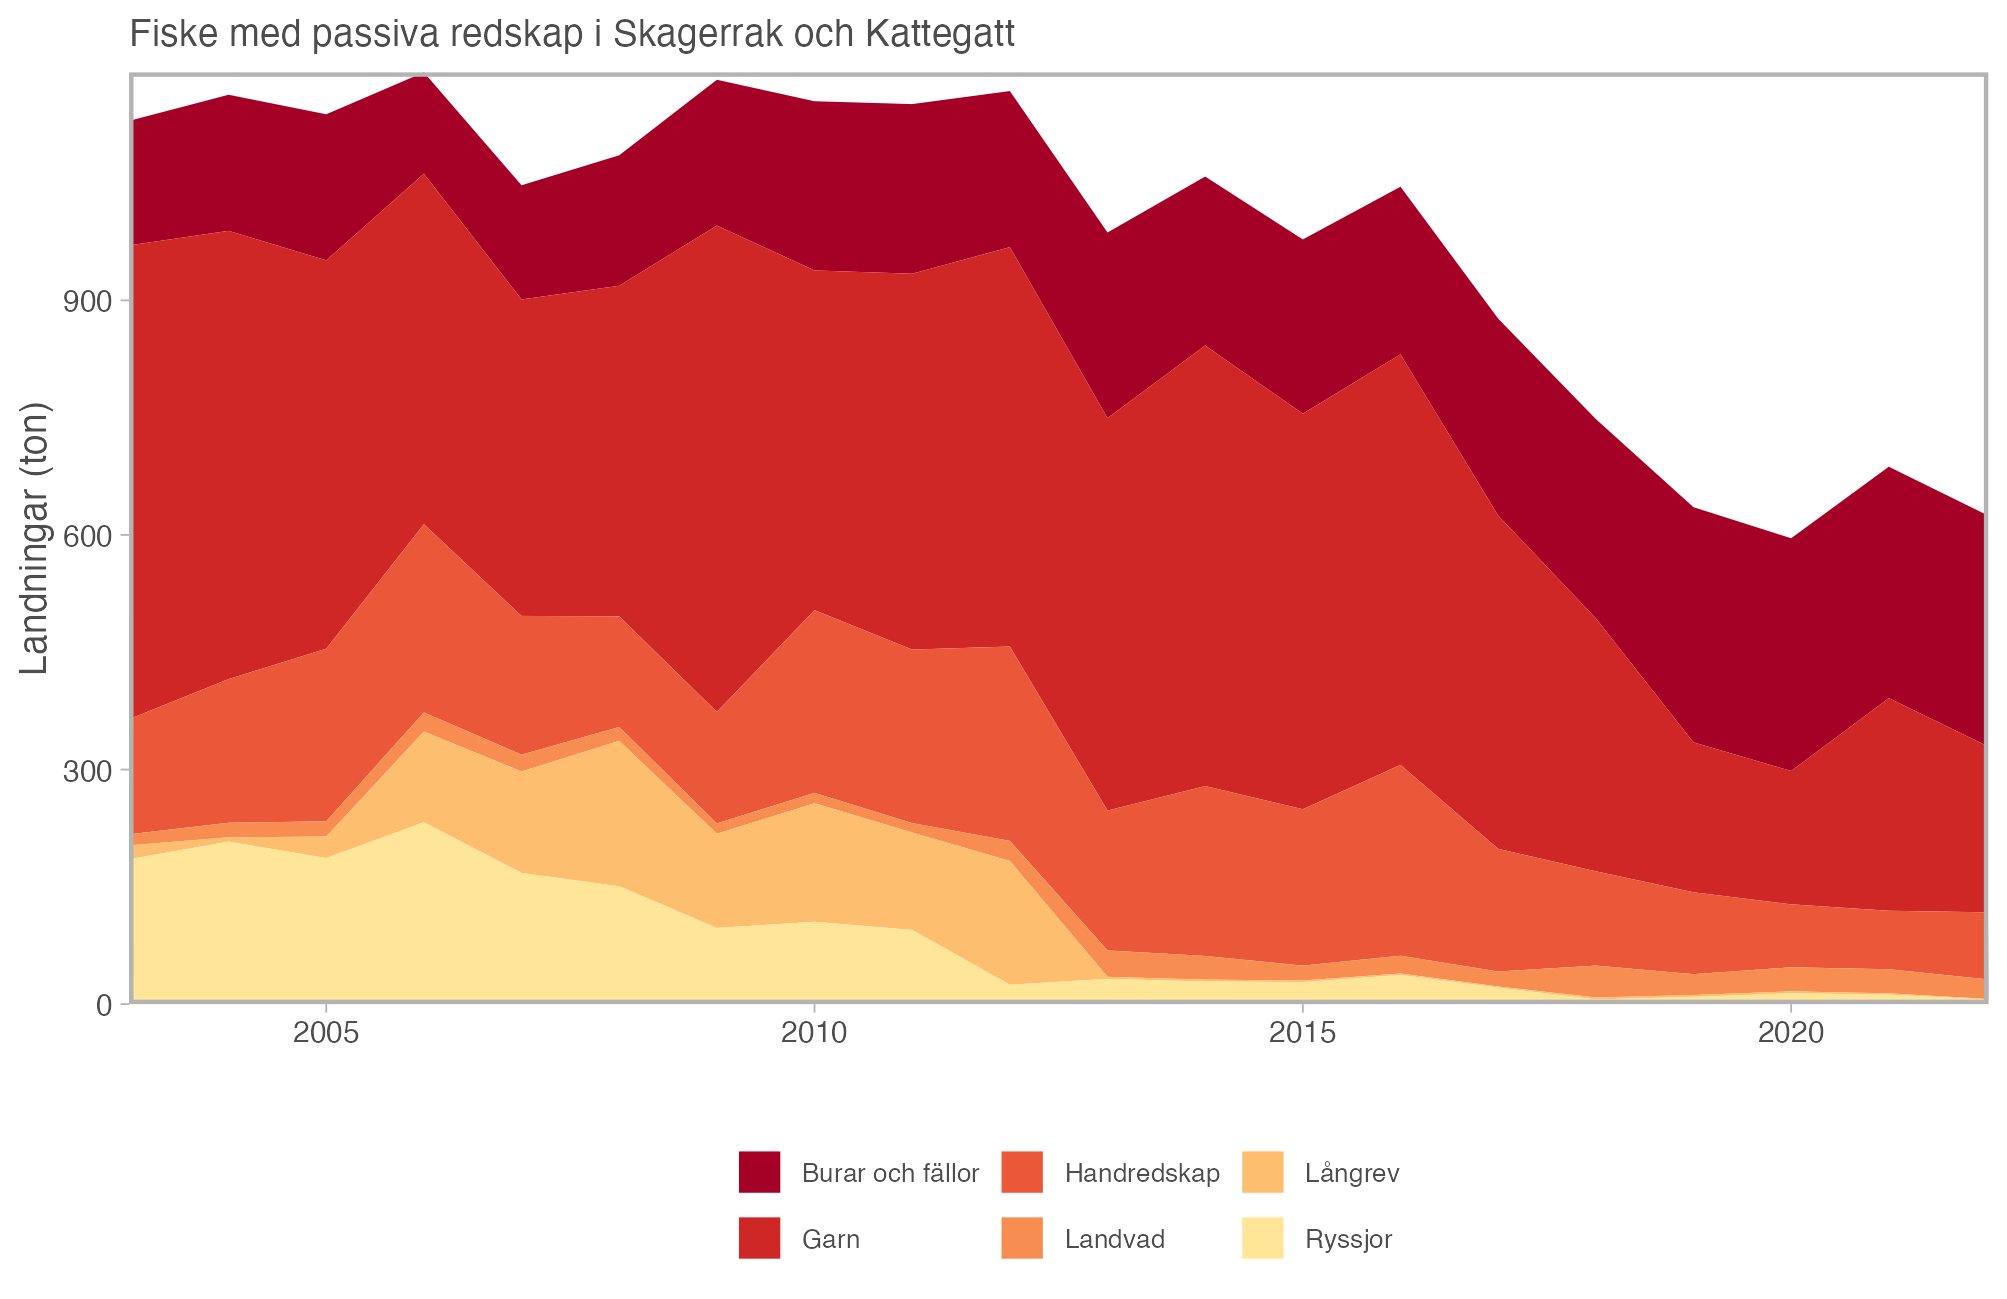 Fiske med passiva redskap i Skagerrak och Kattegatt
Landningar (ton)
900
600
300
0
2005 2010 2015 2020
Burar och fällor Handredskap Långrev
Garn Landvad Ryssjor